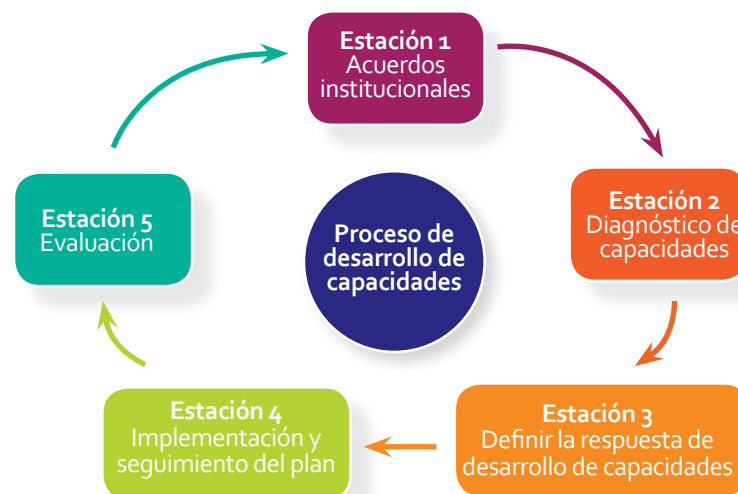 Estación 1
Acuerdos
institucionales
Estación 2
Diagnóstico de
capacidades
Estación 3
Definir la respuesta de
desarrollo de capacidades
Estación 4
Implementación y
seguimiento del plan
Estación 5
Evaluación
Proceso de
desarrollo de
capacidades